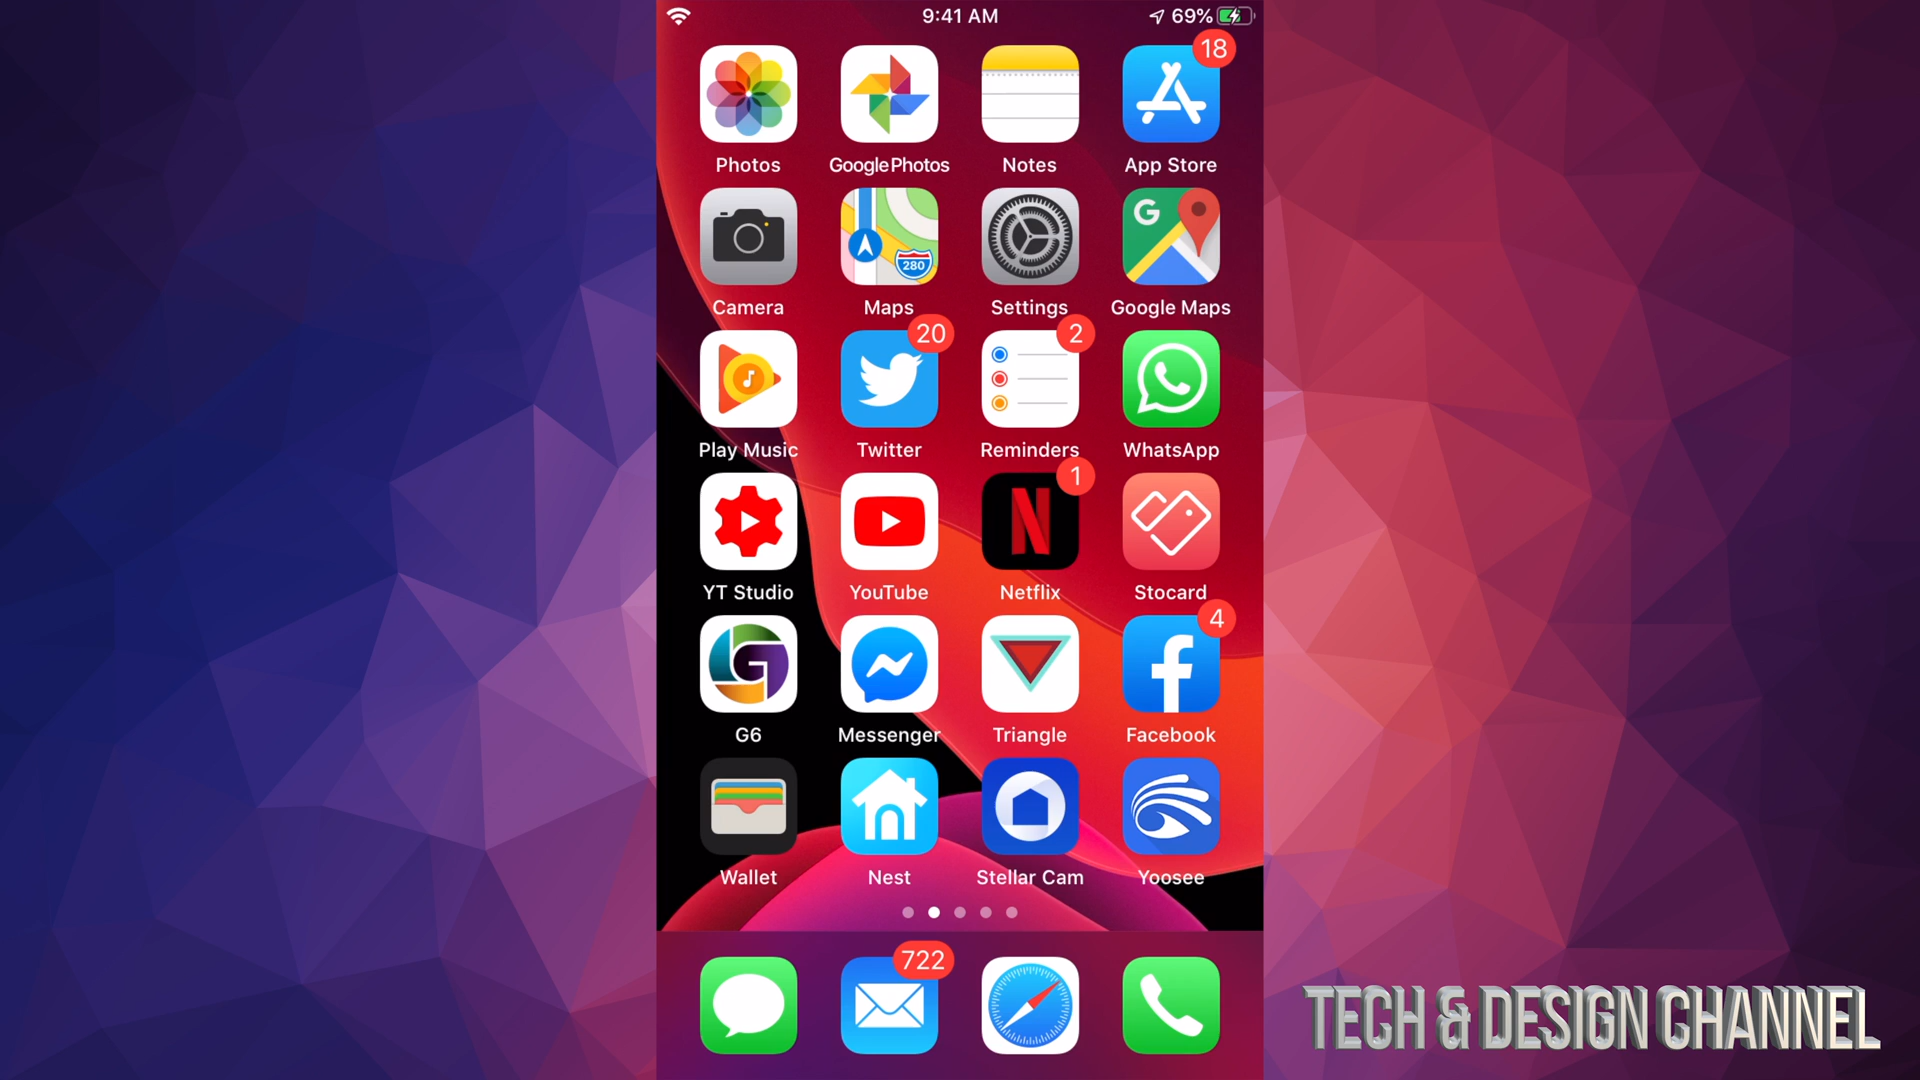 9:41 AM 69%
18
Photos Google Photos Notes App Store
G 280
Camera Maps Settings Google Maps
20 2
Play Music Twitter Reminders WhatsApp
N 1
YT Studio YouTube Netflix Stocard
G f 4
G6 Messenger Triangle Facebook
Wallet Nest Stellar Cam Yoosee
722
TECH & DESIGN CHANNEL